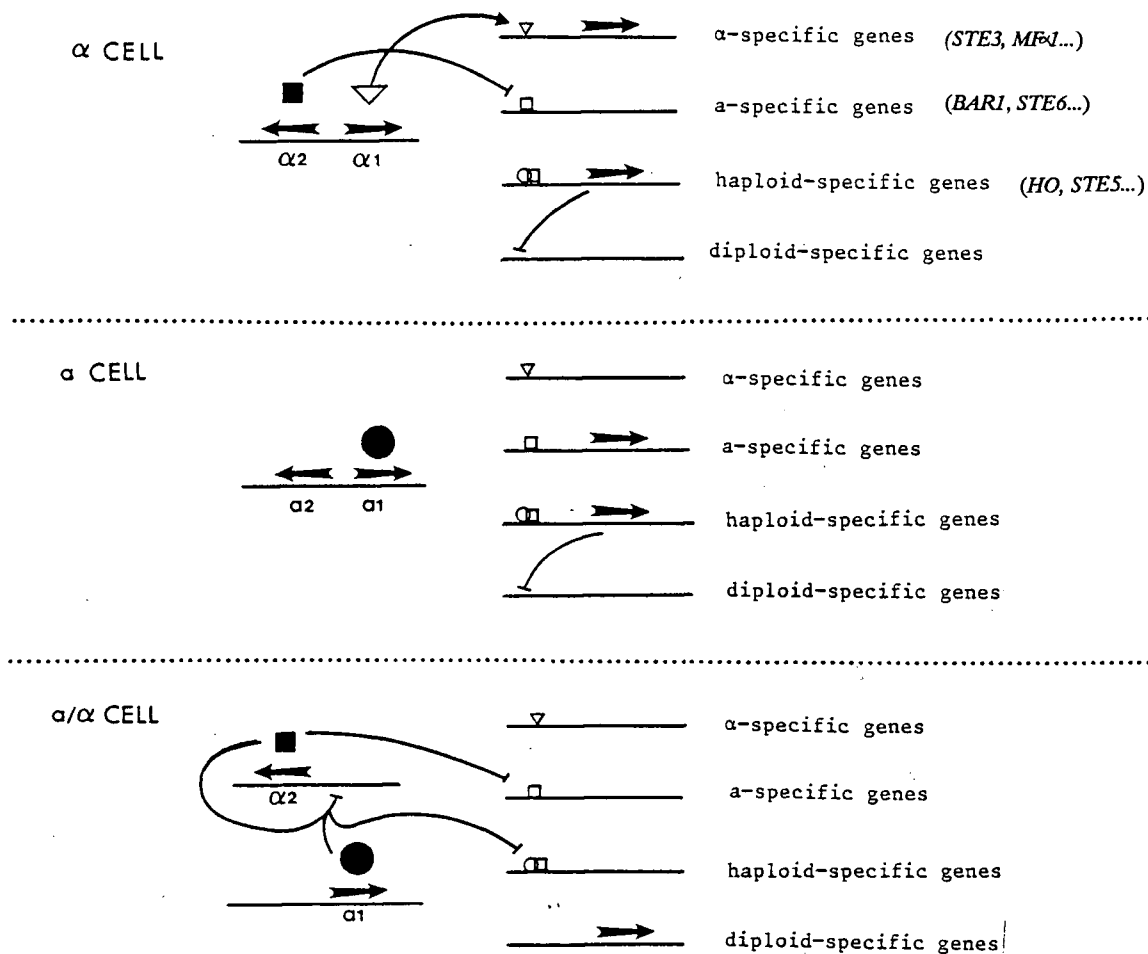 α CELL
α-specific genes (STE3, MFα1...)
a-specific genes (BAR1, STE6...)
α2 α1
haploid-specific genes (HO, STE5...)
diploid-specific genes
a CELL
α-specific genes
a-specific genes
a2 a1
haploid-specific genes
diploid-specific genes
a/α CELL
α-specific genes
α2
a-specific genes
haploid-specific genes
a1
diploid-specific genes